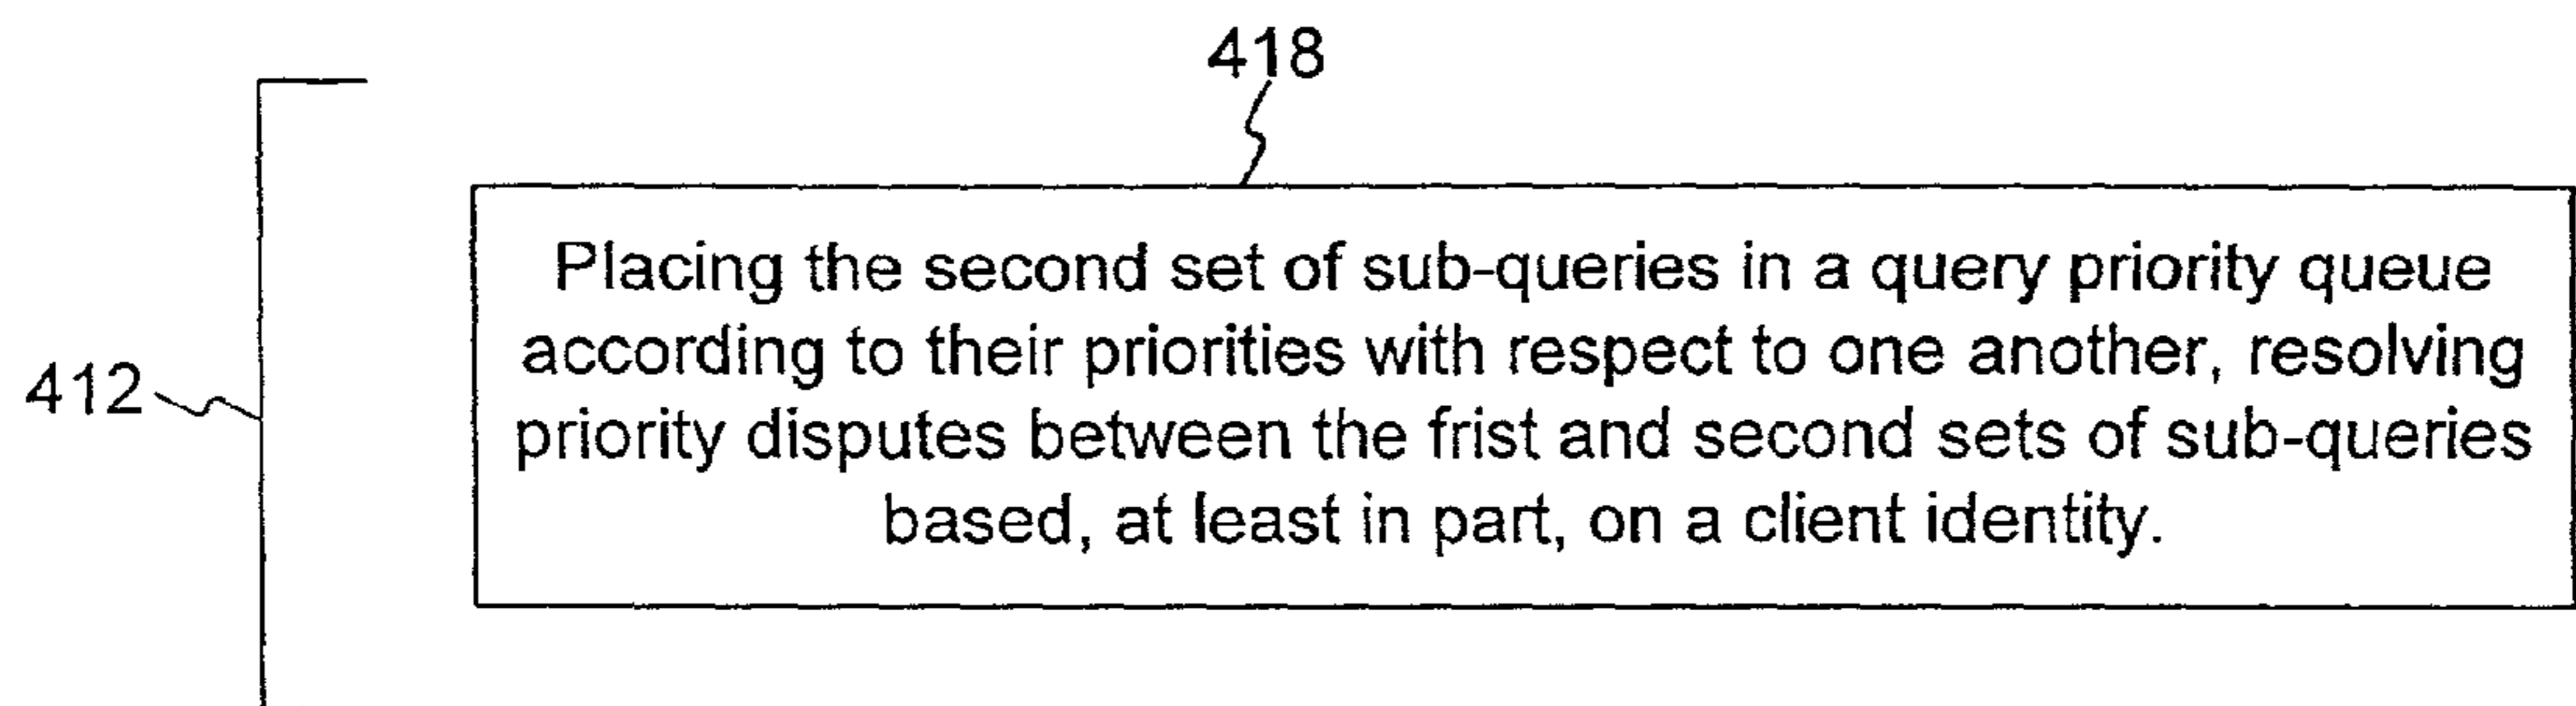 418
Placing the second set of sub-queries in a query priority queue
according to their priorities with respect to one another, resolving
412
priority disputes between the frist and second sets of sub-queries
based, at least in part, on a client identity.